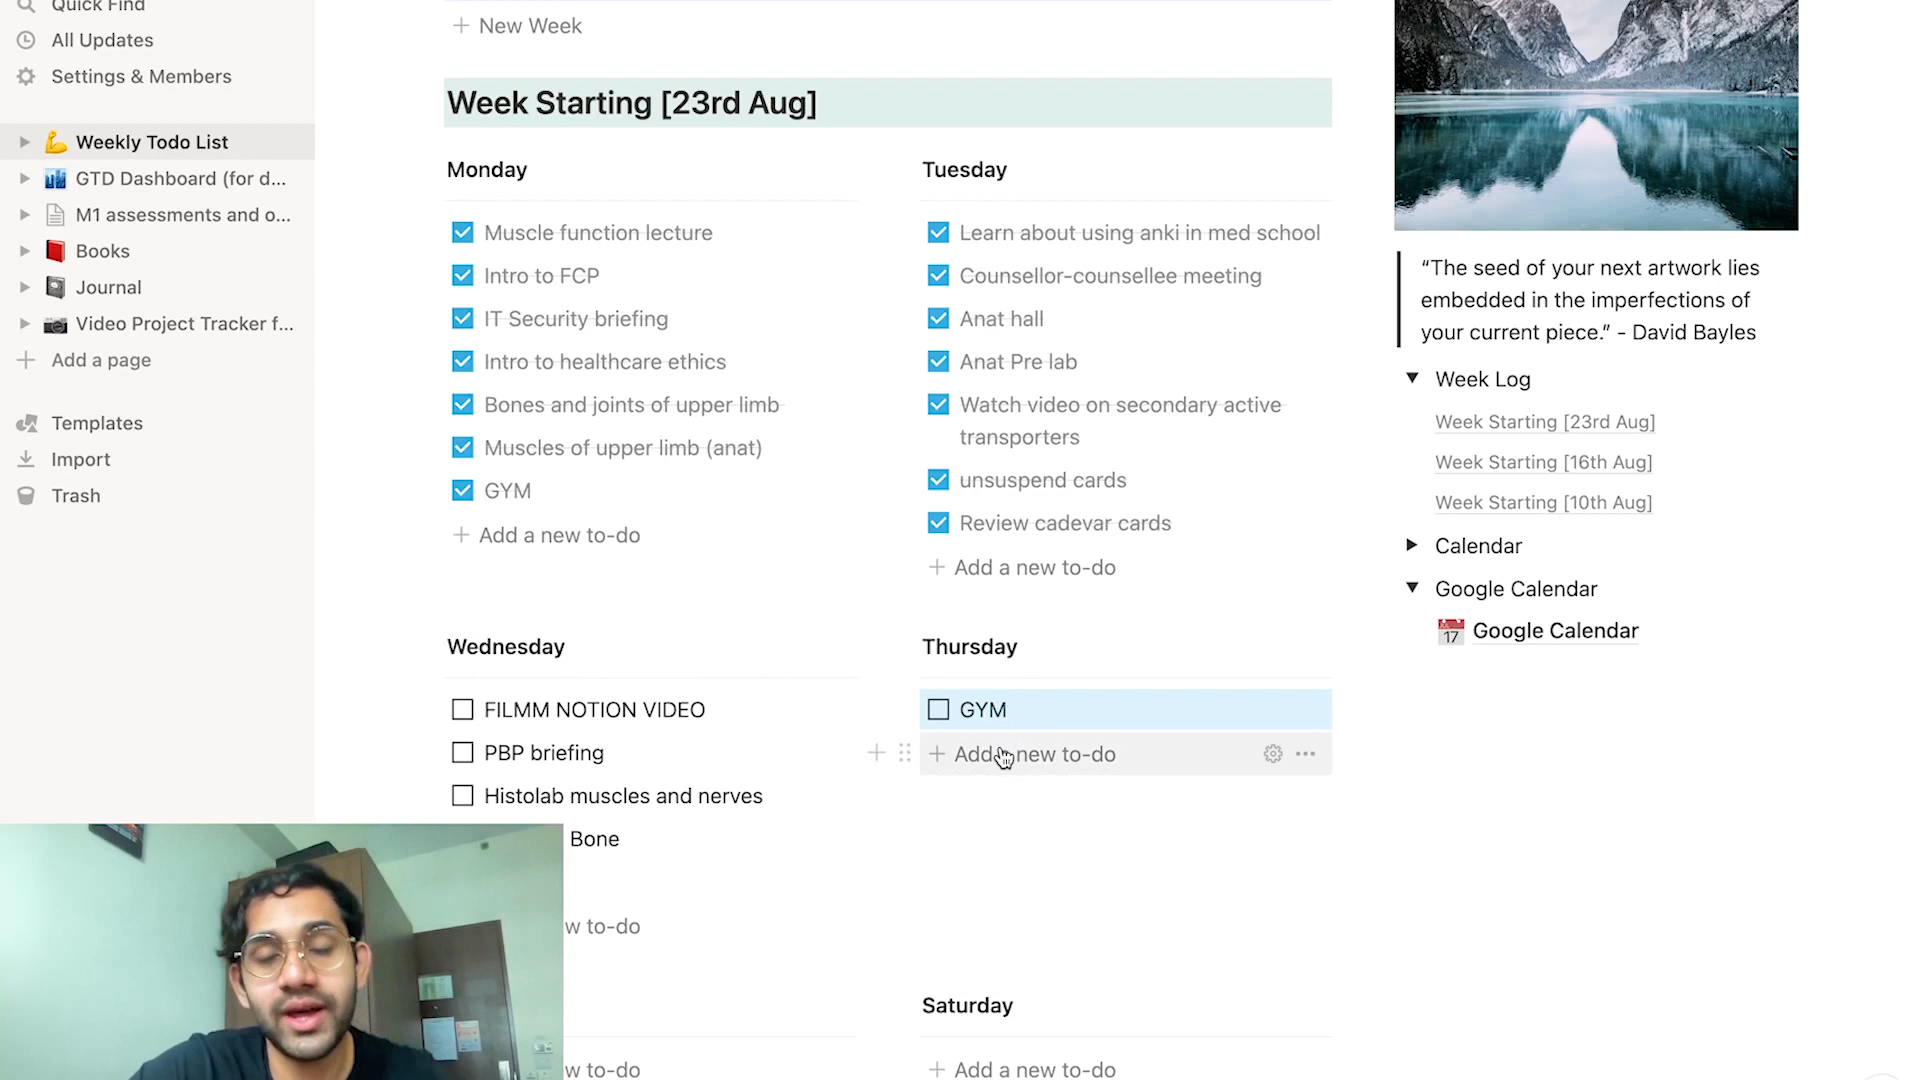 Quick Find
All Updates
Settings & Members
Weekly Todo List
GTD Dashboard (for d...
M1 assessments and o...
Books
Journal
Video Project Tracker f...
Add a page
Templates
Import
Trash
New Week
Week Starting [23rd Aug]
Monday
Muscle function lecture
Intro to FCP
IT Security briefing
Intro to healthcare ethics
Bones and joints of upper limb
Muscles of upper limb (anat)
GYM
Add a new to-do
Tuesday
Learn about using anki in med school
Counsellor-counsellee meeting
Anat hall
Anat Pre lab
Watch video on secondary active
transporters
unsuspend cards
Review cadevar cards
Add a new to-do
Wednesday
FILMM NOTION VIDEO
PBP briefing
Histolab muscles and nerves
Bone
w to-do
Thursday
GYM
Add a new to-do
w to-do
Saturday
Add a new to-do
“The seed of your next artwork lies
embedded in the imperfections of
your current piece.” - David Bayles
Week Log
Week Starting [23rd Aug]
Week Starting [16th Aug]
Week Starting [10th Aug]
Calendar
Google Calendar
17
Google Calendar